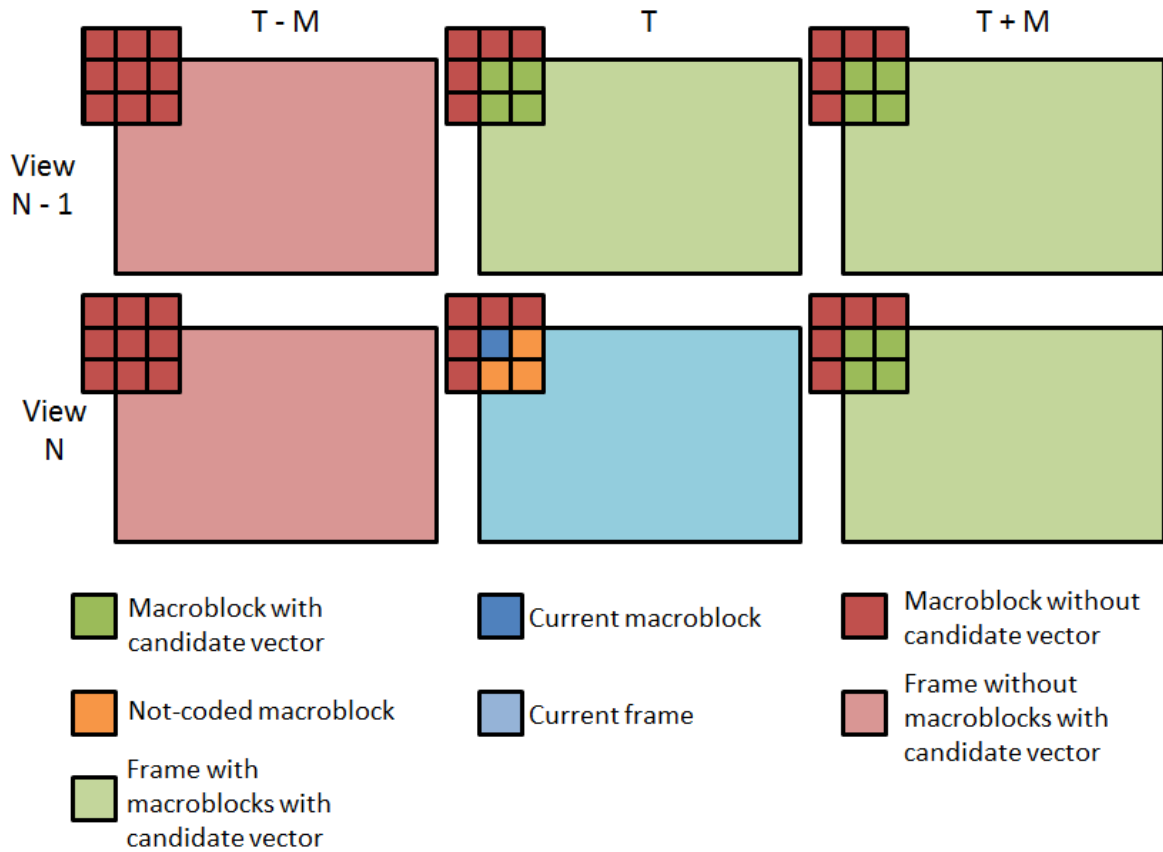 T - M
T
T + M
View
N - 1
View
N
Macroblock with
candidate vector
Current macroblock
Macroblock without
candidate vector
Not-coded macroblock
Current frame
Frame without
macroblocks with
candidate vector
Frame with
macroblocks with
candidate vector